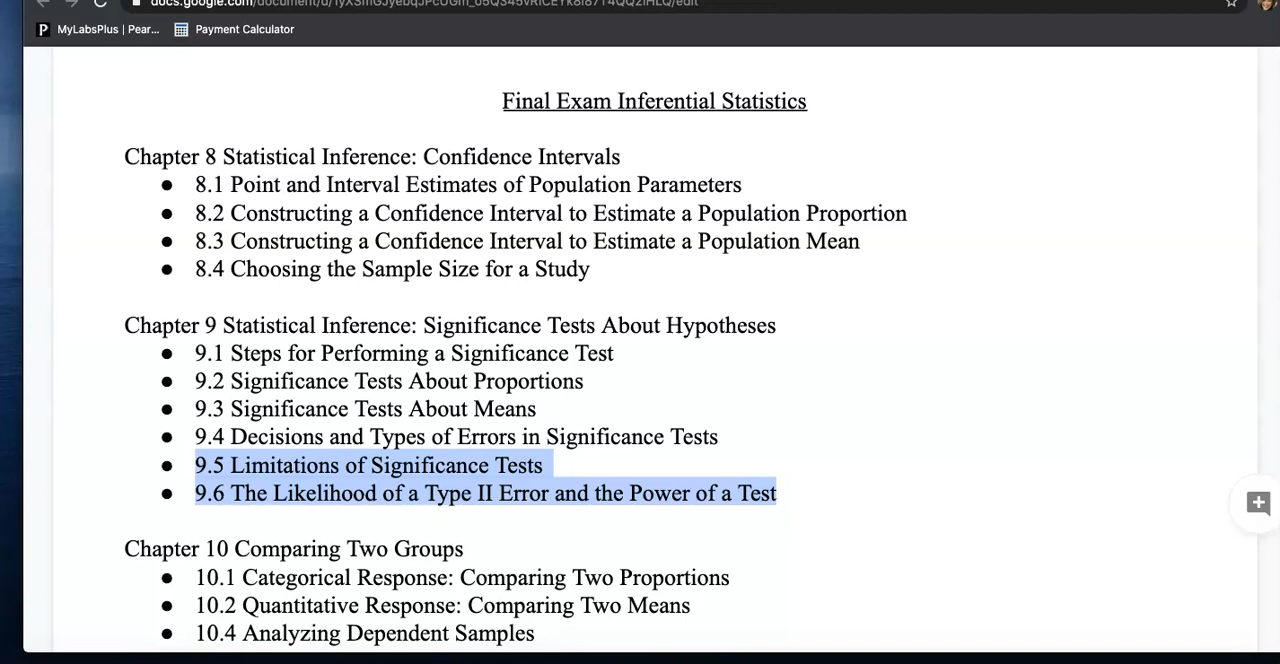 MyLabsPlus | Pear...
Payment Calculator
Final Exam Inferential Statistics
Chapter 8 Statistical Inference: Confidence Intervals
● 8.1 Point and Interval Estimates of Population Parameters
● 8.2 Constructing a Confidence Interval to Estimate a Population Proportion
● 8.3 Constructing a Confidence Interval to Estimate a Population Mean
● 8.4 Choosing the Sample Size for a Study
Chapter 9 Statistical Inference: Significance Tests About Hypotheses
● 9.1 Steps for Performing a Significance Test
● 9.2 Significance Tests About Proportions
● 9.3 Significance Tests About Means
● 9.4 Decisions and Types of Errors in Significance Tests
● 9.5 Limitations of Significance Tests
● 9.6 The Likelihood of a Type II Error and the Power of a Test
Chapter 10 Comparing Two Groups
● 10.1 Categorical Response: Comparing Two Proportions
● 10.2 Quantitative Response: Comparing Two Means
● 10.4 Analyzing Dependent Samples